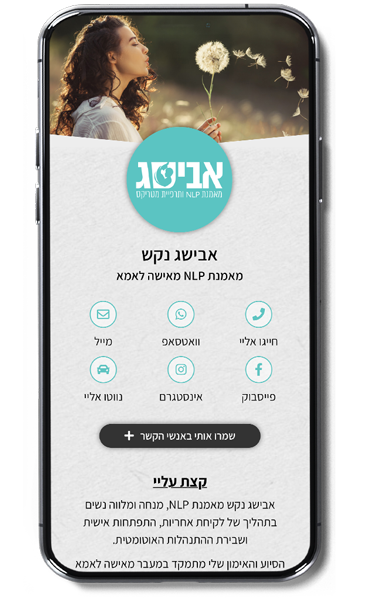 אבישג
מאמנת NLP ותרפיית מטריקס
אבישג נקש
מאמנת NLP מאישה לאמא
חייגו אליי
וואטסאפ
מייל
פייסבוק
אינסטגרם
נווטו אליי
שמרו אותי באנשי הקשר +
קצת עליי
אבישג נקש מאמנת NLP, מנחה ומלווה נשים
בתהליך של לקיחת אחריות, התפתחות אישית
ושבירת ההתנהלות האוטומטית.
הסיוע והאימון שלי מתמקד במעבר מאישה לאמא